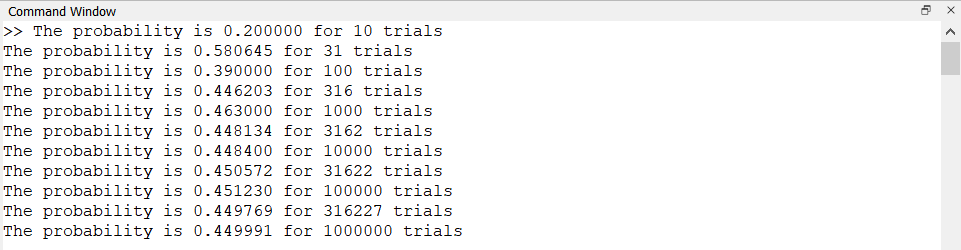 Command Window
>> The probability is 0.200000 for 10 trials
The probability is 0.580645 for 31 trials
The probability is 0.390000 for 100 trials
The probability is 0.446203 for 316 trials
The probability is 0.463000 for 1000 trials
The probability is 0.448134 for 3162 trials
The probability is 0.448400 for 10000 trials
The probability is 0.450572 for 31622 trials
The probability is 0.451230 for 100000 trials
The probability is 0.449769 for 316227 trials
The probability is 0.449991 for 1000000 trials